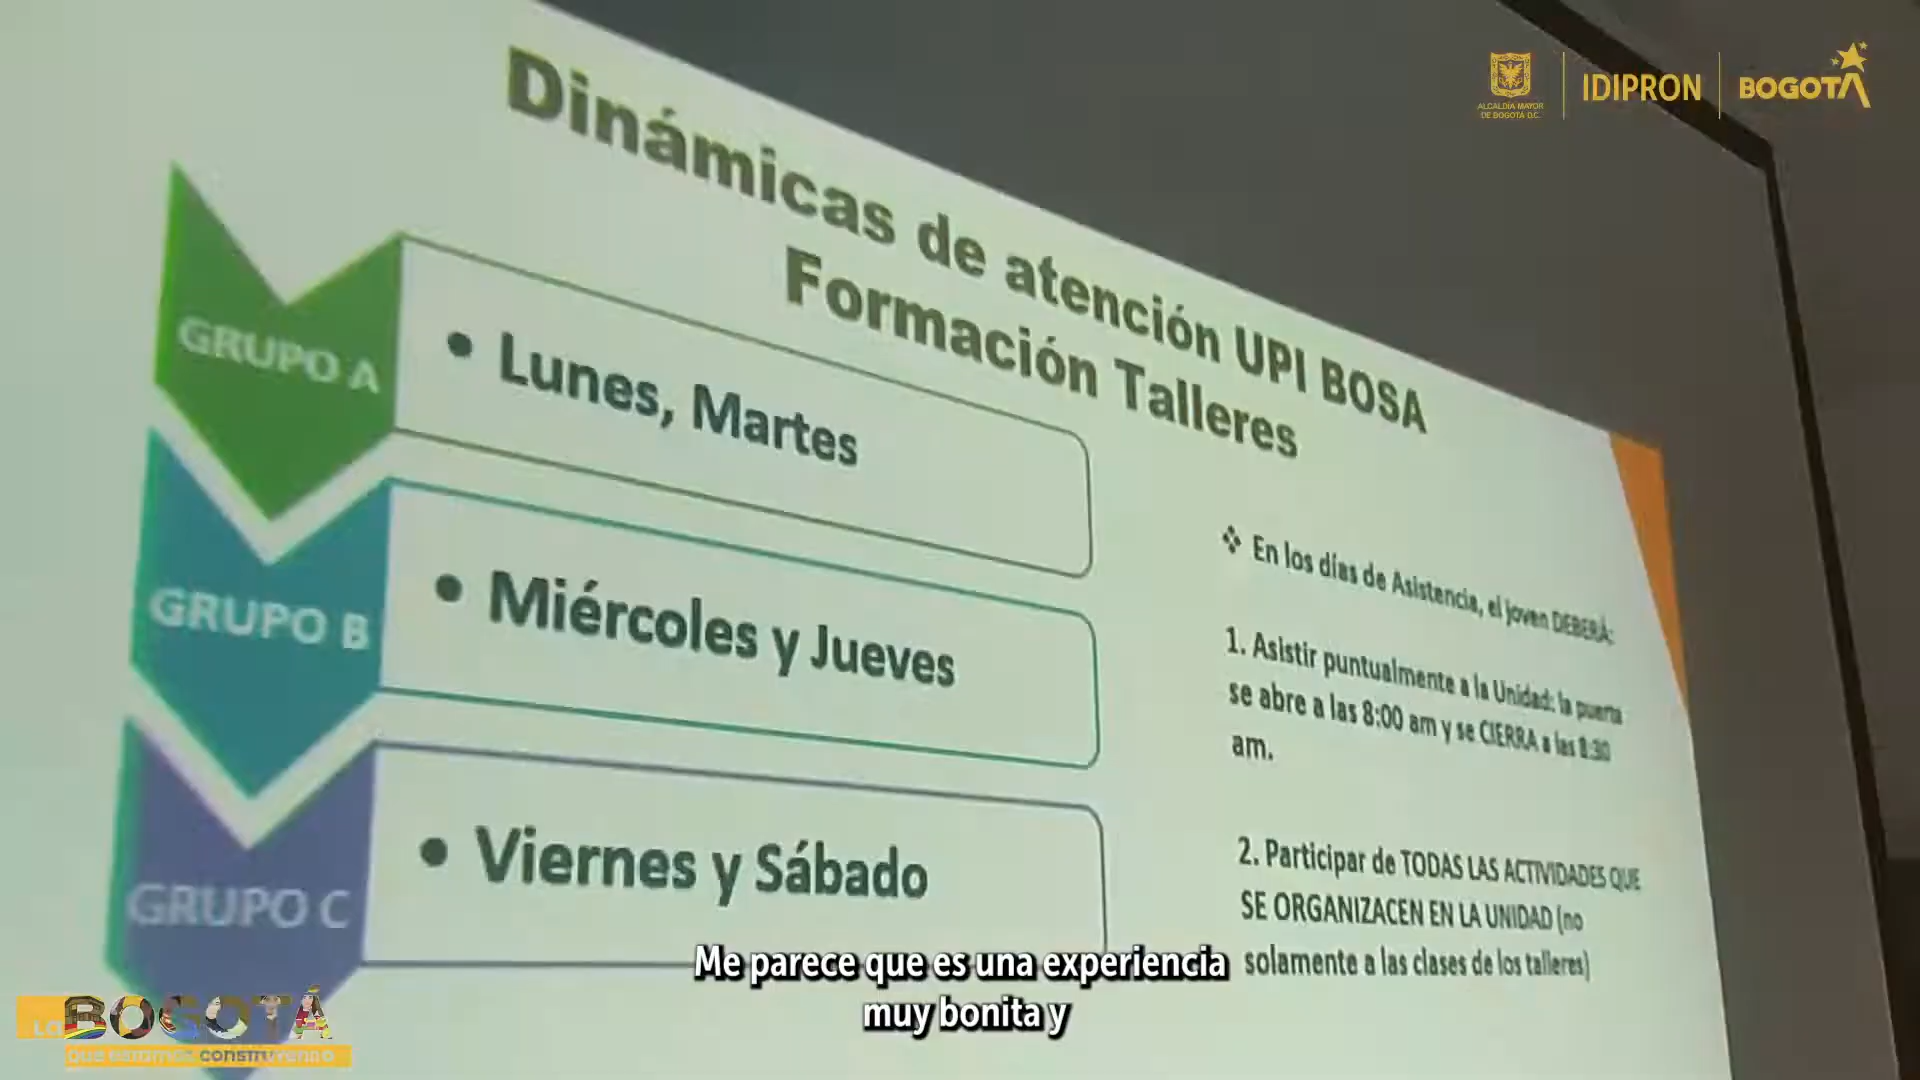 ALCALDÍA MAYOR
DE BOGOTÁ D.C.
IDIPRON
BOGOTÁ
Dinámicas de atención UPI BOSA
Formación Talleres
GRUPO A
• Lunes, Martes
GRUPO B
• Miércoles y Jueves
GRUPO C
• Viernes y Sábado
❖ En los días de Asistencia, el joven DEBERÁ:
1. Asistir puntualmente a la Unidad: la puerta
se abre a las 8:00 am y se CIERRA a las 8:30
am.
2. Participar de TODAS LAS ACTIVIDADES QUE
SE ORGANIZACEN EN LA UNIDAD (no
solamente a las clases de los talleres)
Me parece que es una experiencia
muy bonita y
LA BOGOTÁ
QUE ESTAMOS CONSTRUYENDO